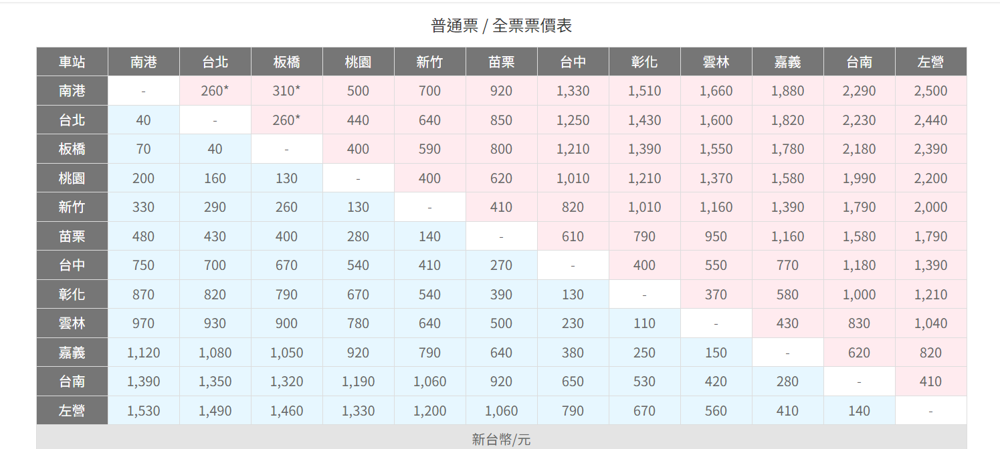 普通票 / 全票票價表
車站 南港 台北 板橋 桃園 新竹 苗栗 台中 彰化 雲林 嘉義 台南 左營
南港 - 260* 310* 500 700 920 1,330 1,510 1,660 1,880 2,290 2,500
台北 40 - 260* 440 640 850 1,250 1,430 1,600 1,820 2,230 2,440
板橋 70 40 - 400 590 800 1,210 1,390 1,550 1,780 2,180 2,390
桃園 200 160 130 - 400 620 1,010 1,210 1,370 1,580 1,990 2,200
新竹 330 290 260 130 - 410 820 1,010 1,160 1,390 1,790 2,000
苗栗 480 430 400 280 140 - 610 790 950 1,160 1,580 1,790
台中 750 700 670 540 410 270 - 400 550 770 1,180 1,390
彰化 870 820 790 670 540 390 130 - 370 580 1,000 1,210
雲林 970 930 900 780 640 500 230 110 - 430 830 1,040
嘉義 1,120 1,080 1,050 920 790 640 380 250 150 - 620 820
台南 1,390 1,350 1,320 1,190 1,060 920 650 530 420 280 - 410
左營 1,530 1,490 1,460 1,330 1,200 1,060 790 670 560 410 140 -
新台幣/元